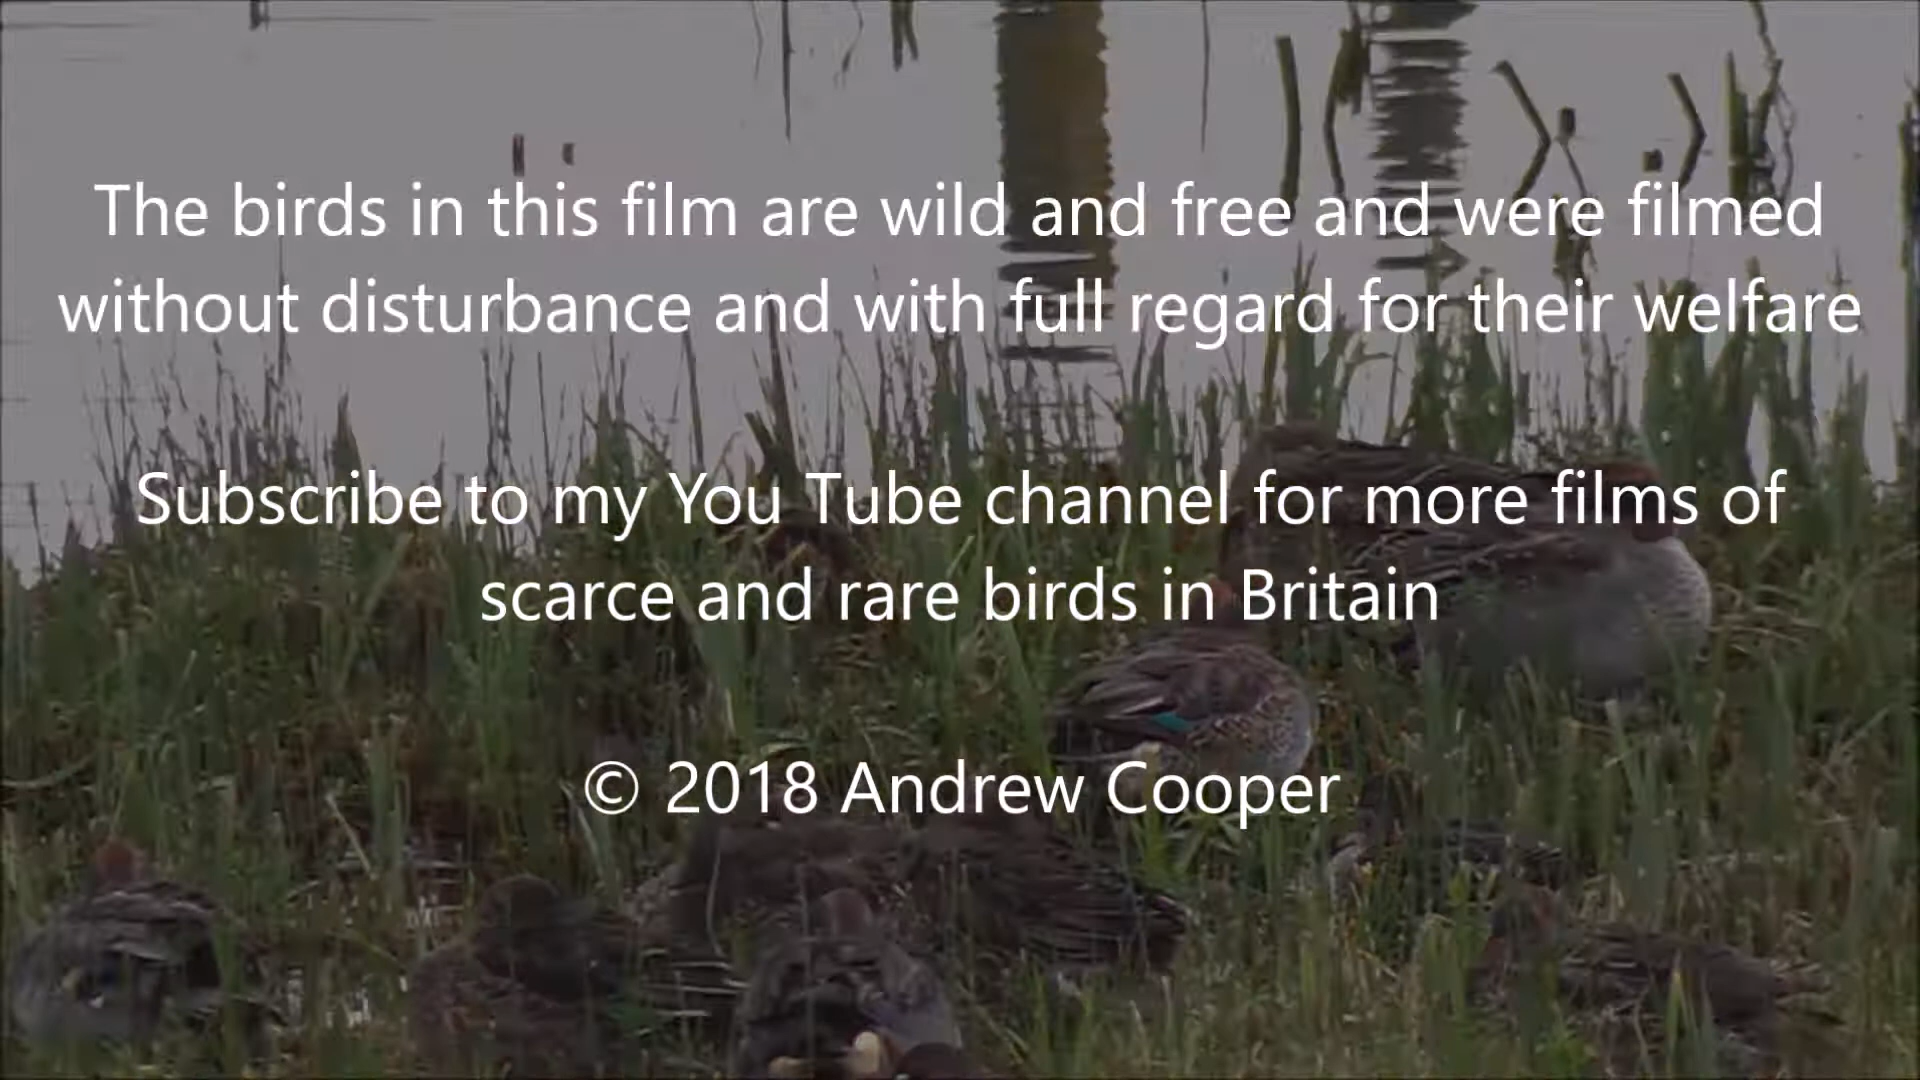 The birds in this film are wild and free and were filmed
without disturbance and with full regard for their welfare
Subscribe to my You Tube channel for more films of
scarce and rare birds in Britain
© 2018 Andrew Cooper